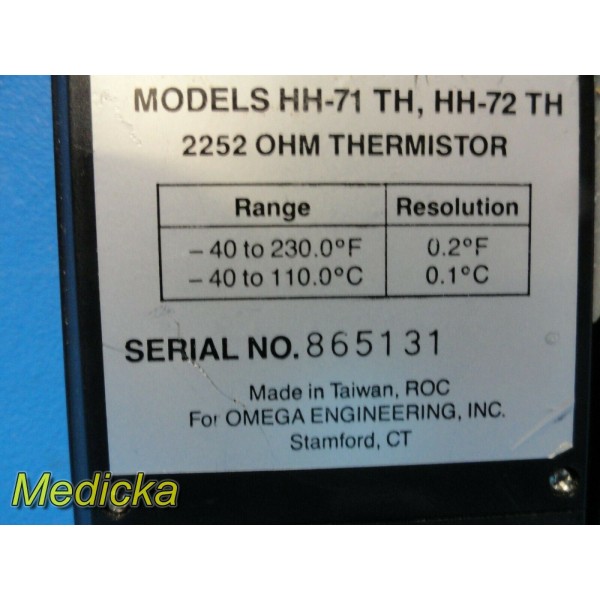 MODELS HH-71 TH, HH-72 TH
2252 OHM THERMISTOR
Range Resolution
– 40 to 230.0°F 0.2°F
– 40 to 110.0°C 0.1°C
SERIAL NO. 865131
Made in Taiwan, ROC
For OMEGA ENGINEERING, INC.
Stamford, CT
Medicka